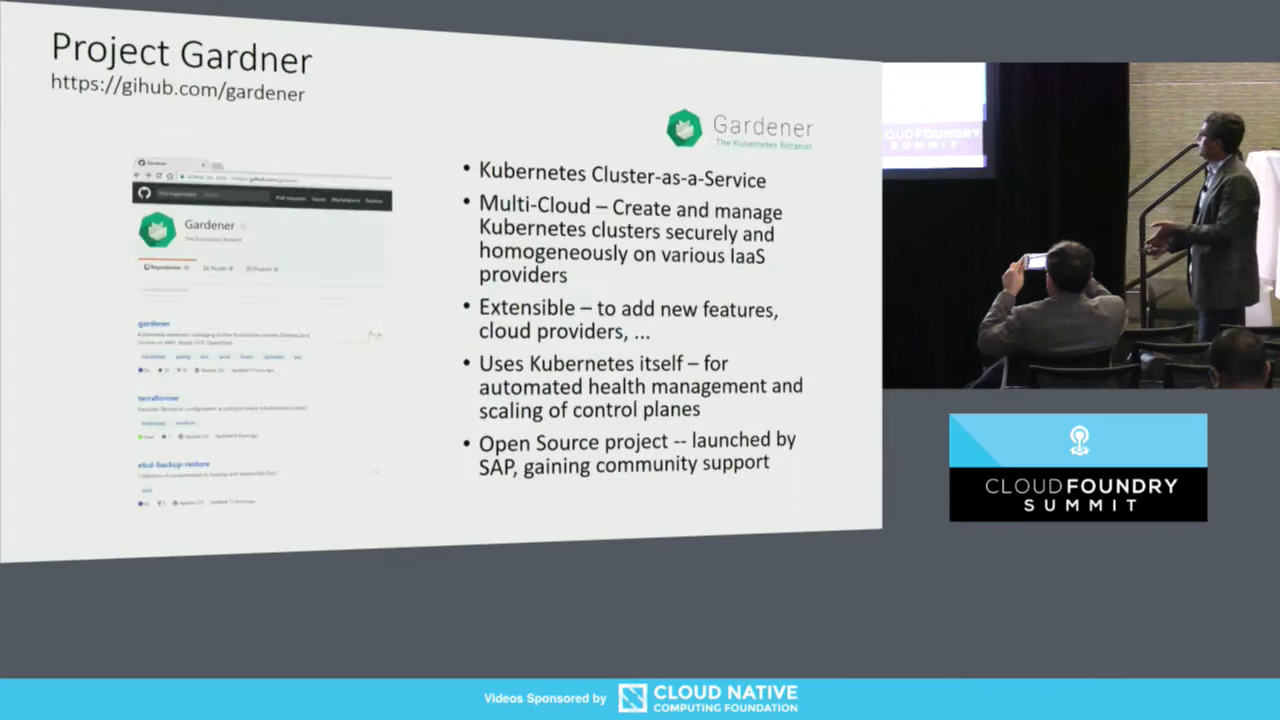 Project Gardner
https://gihub.com/gardener
Gardener
The Kubernetes Botanist
• Kubernetes Cluster-as-a-Service
• Multi-Cloud – Create and manage
Kubernetes clusters securely and
homogeneously on various IaaS
providers
• Extensible – to add new features,
cloud providers, ...
• Uses Kubernetes itself – for
automated health management and
scaling of control planes
• Open Source project -- launched by
SAP, gaining community support
Gardener
Gardener
Repositories
gardener
terraformer
etcd-backup-restore
CLOUD FOUNDRY
SUMMIT
CLOUD FOUNDRY
SUMMIT
Videos Sponsored by
CLOUD NATIVE
COMPUTING FOUNDATION